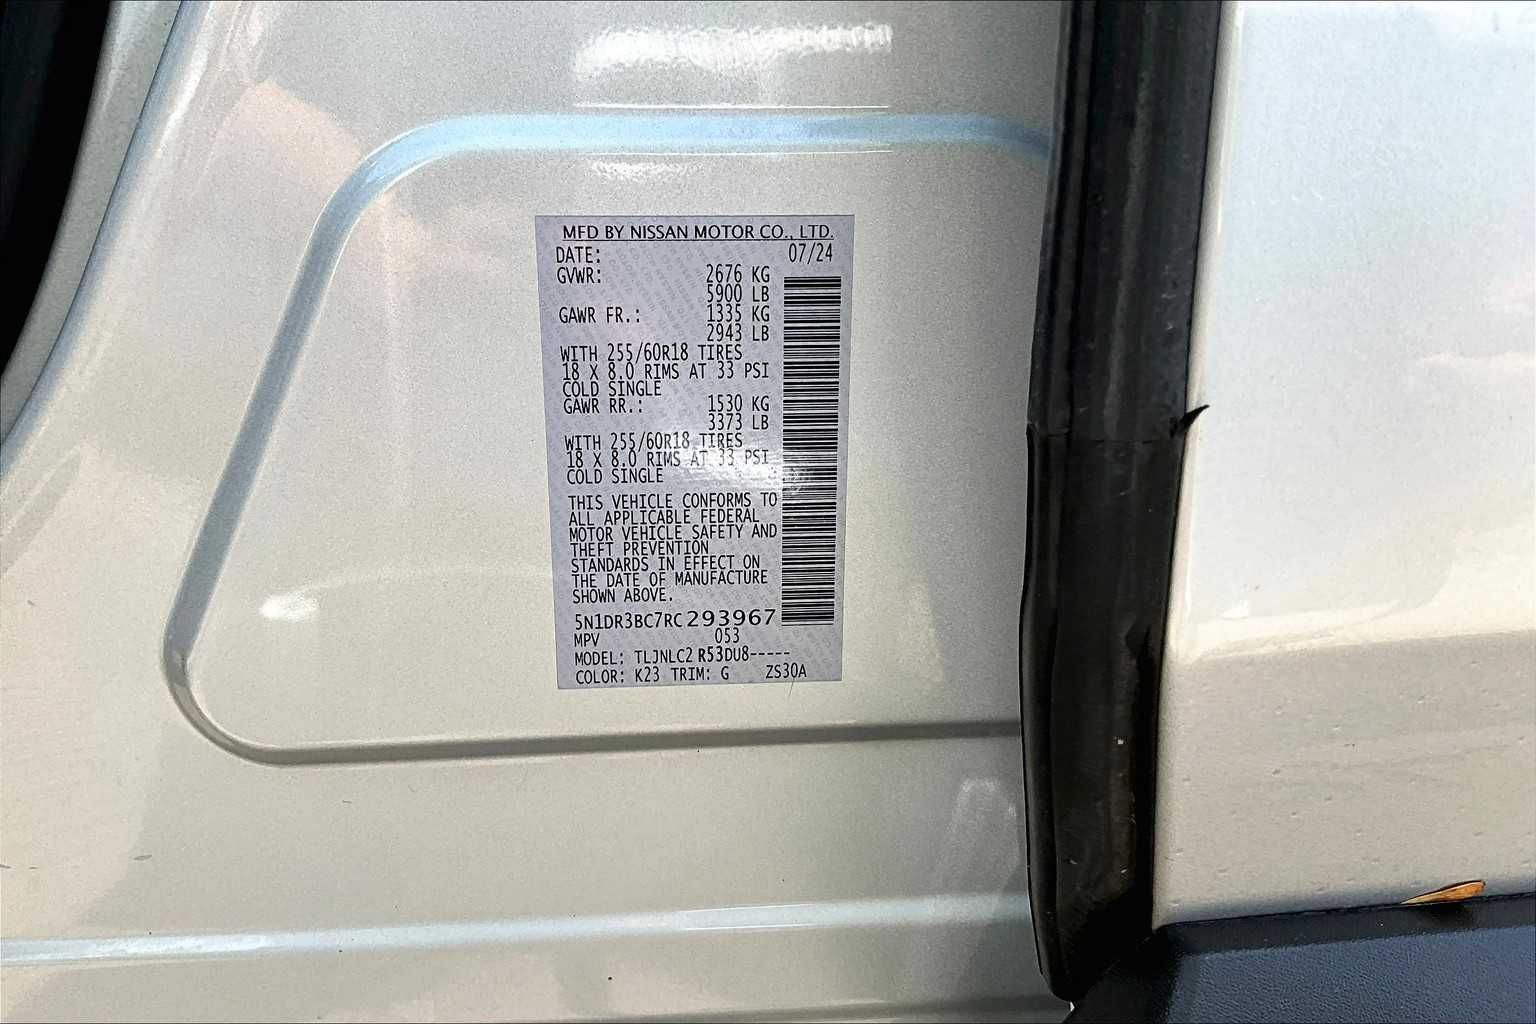 MFD BY NISSAN MOTOR CO., LTD.
DATE: 07/24
GVWR: 2676 KG
5900 LB
GAWR FR.: 1335 KG
2943 LB
WITH 255/60R18 TIRES
18 X 8.0 RIMS AT 33 PSI
COLD SINGLE
GAWR RR.: 1530 KG
3373 LB
WITH 255/60R18 TIRES
18 X 8.0 RIMS AT 33 PSI
COLD SINGLE
THIS VEHICLE CONFORMS TO
ALL APPLICABLE FEDERAL
MOTOR VEHICLE SAFETY AND
THEFT PREVENTION
STANDARDS IN EFFECT ON
THE DATE OF MANUFACTURE
SHOWN ABOVE.
5N1DR3BC7RC293967
MPV 053
MODEL: TLJNLC2 R53DU8-----
COLOR: K23 TRIM: G ZS30A